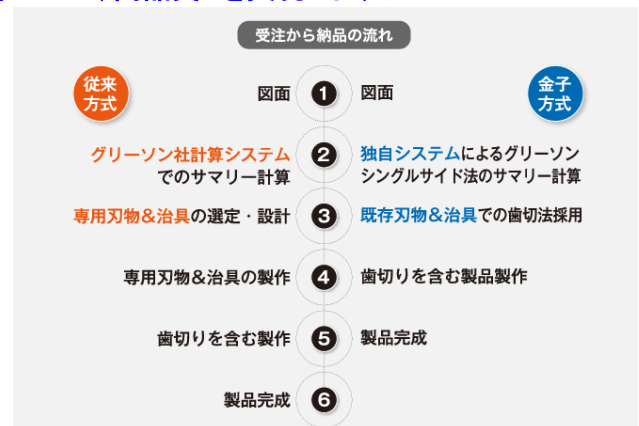 受注から納品の流れ
従来
方式
金子
方式
図面
1
図面
グリーソン社計算システム
でのサマリー計算
2
独自システムによるグリーソン
シングルサイド法のサマリー計算
専用刃物&治具の選定・設計
3
既存刃物&治具での歯切法採用
専用刃物&治具の製作
4
歯切りを含む製品製作
歯切りを含む製作
5
製品完成
製品完成
6